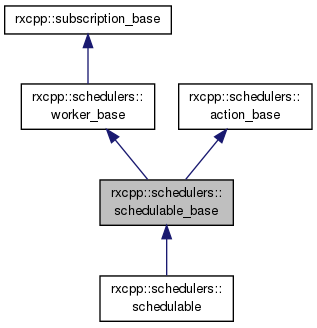 rxcpp::subscription_base
rxcpp::schedulers::
worker_base
rxcpp::schedulers::
action_base
rxcpp::schedulers::
schedulable_base
rxcpp::schedulers::
schedulable